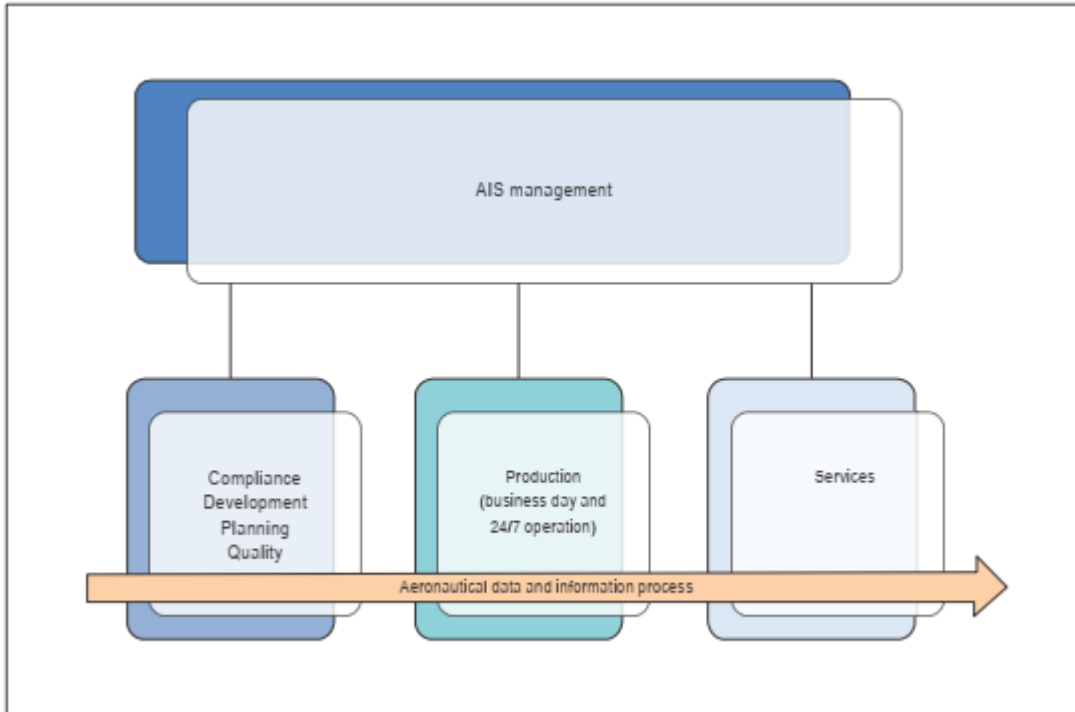 AIS management
Compliance
Development
Planning
Quality
Production
(business day and
24/7 operation)
Services
Aeronautical data and information process